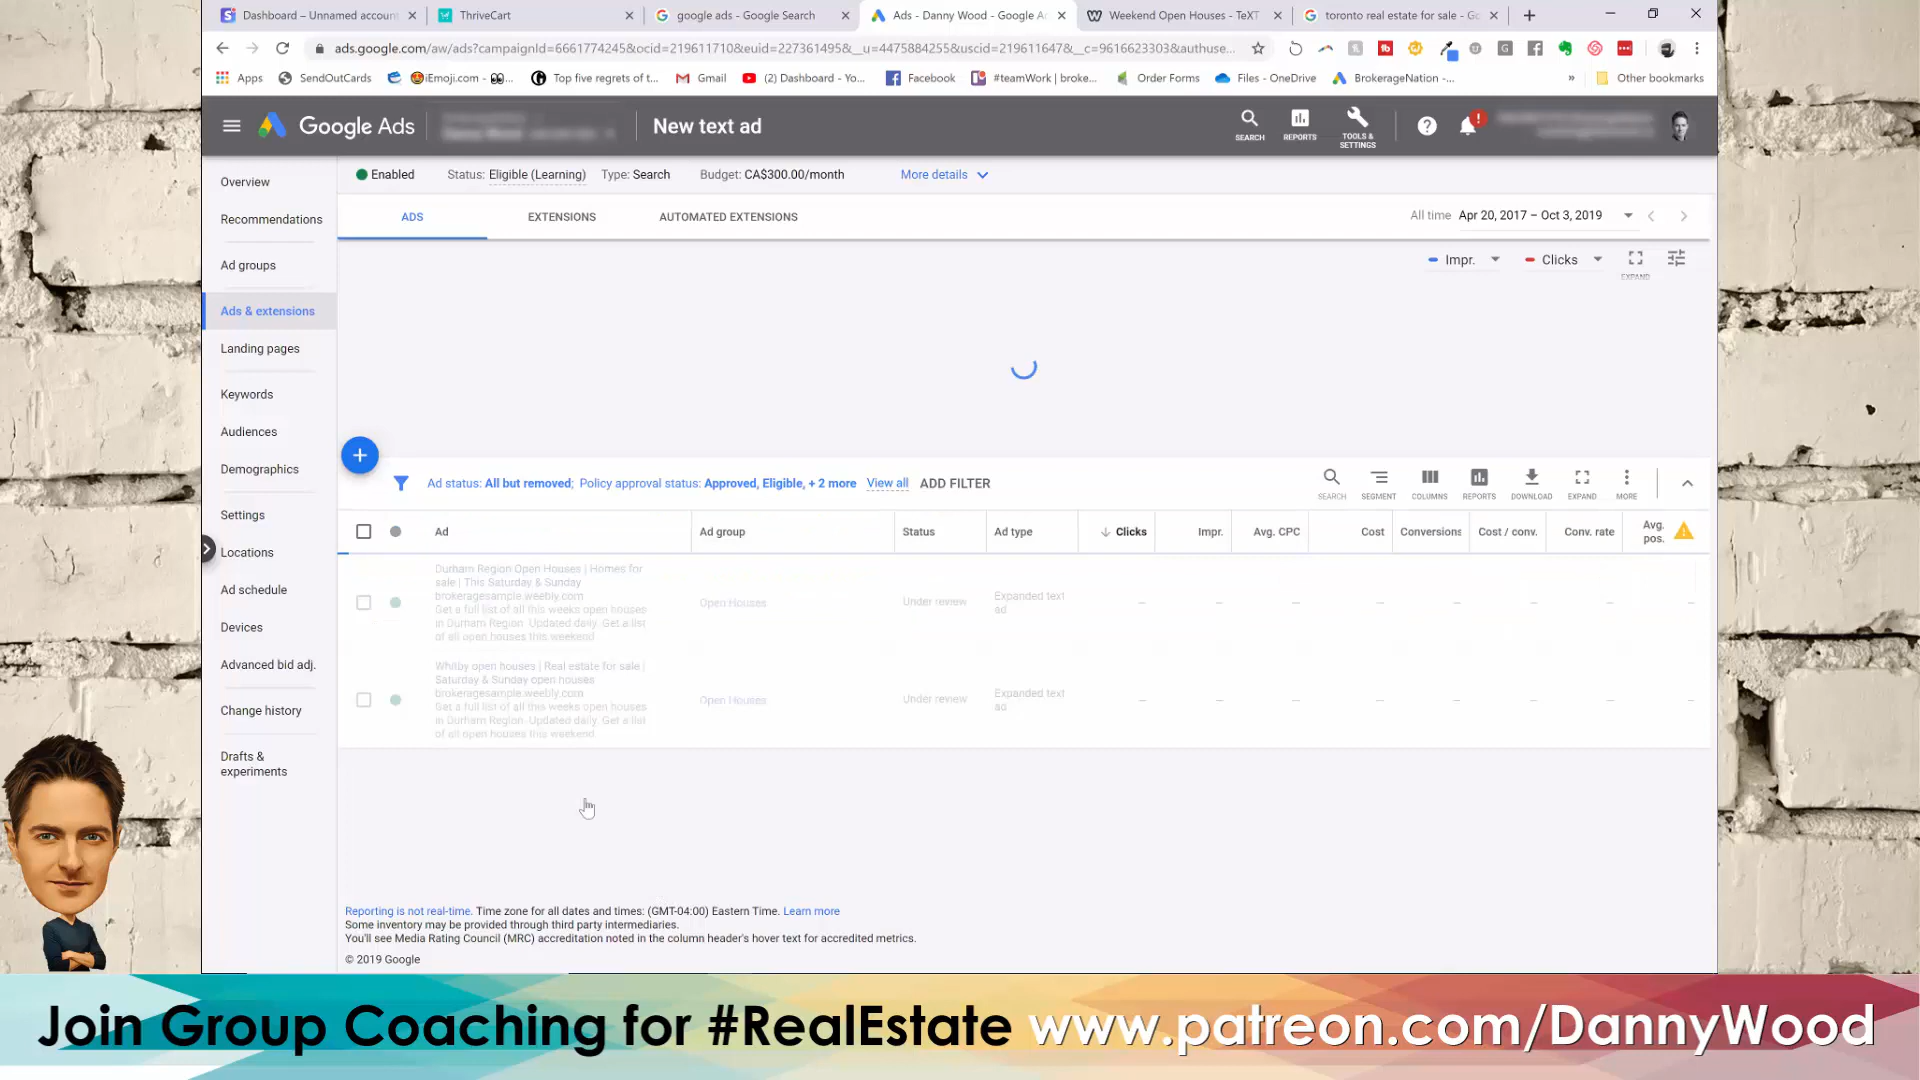 Dashboard – Unnamed accoun
ThriveCart
google ads - Google Search
Ads - Danny Wood - Google A
Weekend Open Houses - TeXT
toronto real estate for sale - Go
ads.google.com/aw/ads?campaignId=6661774245&ocid=219611710&euid=227361495&__u=4475884255&uscid=219611647&__c=9616623303&authuse...
Apps
SendOutCards
iEmoji.com -
Top five regrets of t...
Gmail
(2) Dashboard - Yo...
Facebook
#teamWork | broke...
Order Forms
Files - OneDrive
BrokerageNation -...
»
Other bookmarks
Google Ads
New text ad
SEARCH
REPORTS
TOOLS &
SETTINGS
Enabled
Status: Eligible (Learning)
Type: Search
Budget: CA$300.00/month
More details
Overview
Recommendations
Ad groups
Ads & extensions
Landing pages
Keywords
Audiences
Demographics
Settings
Locations
Ad schedule
Devices
Advanced bid adj.
Change history
Drafts &
experiments
ADS
EXTENSIONS
AUTOMATED EXTENSIONS
All time Apr 20, 2017 – Oct 3, 2019
Impr.
Clicks
EXPAND
Ad status: All but removed; Policy approval status: Approved, Eligible, + 2 more
View all
ADD FILTER
SEARCH
SEGMENT
COLUMNS
REPORTS
DOWNLOAD
EXPAND
MORE
Ad
Ad group
Status
Ad type
Clicks
Impr.
Avg. CPC
Cost
Conversions
Cost / conv.
Conv. rate
Avg.
pos.
Durham Region Open Houses | Homes for
sale | This Saturday & Sunday
brokeragesample.weebly.com
Get a full list of all this weeks open houses
in Durham Region. Updated daily. Get a list
of all open houses this weekend
Open Houses
Under review
Expanded text
ad
Whitby open houses | Real estate for sale |
Saturday & Sunday open houses
brokeragesample.weebly.com
Get a full list of all this weeks open houses
in Durham Region. Updated daily. Get a list
of all open houses this weekend
Open Houses
Under review
Expanded text
ad
Reporting is not real-time. Time zone for all dates and times: (GMT-04:00) Eastern Time. Learn more
Some inventory may be provided through third party intermediaries.
You'll see Media Rating Council (MRC) accreditation noted in the column header's hover text for accredited metrics.
© 2019 Google
Join Group Coaching for #RealEstate www.patreon.com/DannyWood